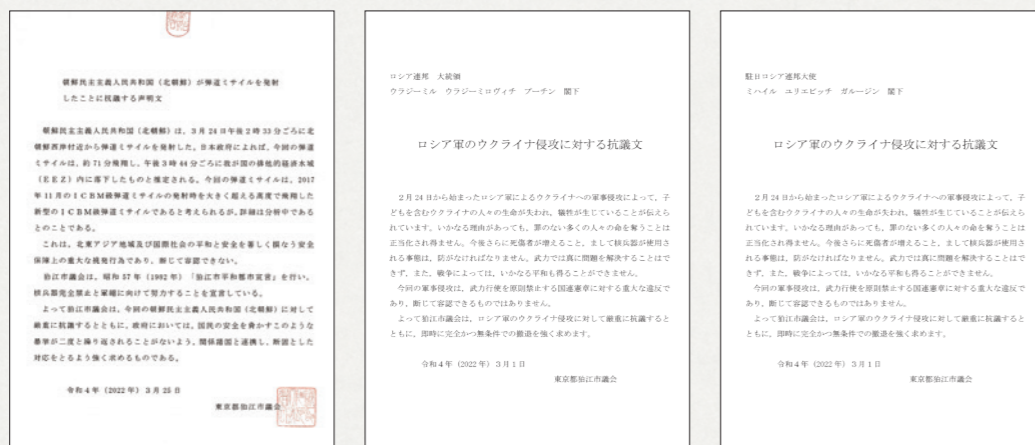 朝鮮民主主義人民共和国（北朝鮮）が弾道ミサイルを発射
したことに抗議する声明文
朝鮮民主主義人民共和国（北朝鮮）は、３月 24 日午後２時 33 分ごろに北
朝鮮西岸付近から弾道ミサイルを発射した。日本政府によれば、今回の弾道
ミサイルは、約 71 分飛翔し、午後３時 44 分ごろに我が国の排他的経済水域
（ＥＥＺ）内に落下したものと推定される。今回の弾道ミサイルは、2017
年 11 月のＩＣＢＭ級弾道ミサイルの発射時を大きく超える高度で飛翔した
新型のＩＣＢＭ級弾道ミサイルであると考えられるが、詳細は分析中である
とのことである。
これは、北東アジア地域及び国際社会の平和と安全を著しく損なう安全
保障上の重大な挑発行為であり、断じて容認できない。
狛江市議会は、昭和 57 年（1982 年）「狛江市平和都市宣言」を行い、
核兵器完全禁止と軍縮に向けて努力することを宣言している。
よって狛江市議会は、今回の朝鮮民主主義人民共和国（北朝鮮）に対して
厳重に抗議するとともに、政府においては、国民の安全を脅かすこのような
暴挙が二度と繰り返されることがないよう、関係諸国と連携し、断固とした
対応をとるよう強く求めるものである。
令和４年（2022 年）３月 25 日
東京都狛江市議会
ロシア連邦　大統領
ウラジーミル　ウラジーミロヴィチ　プーチン　閣下
ロシア軍のウクライナ侵攻に対する抗議文
２月 24 日から始まったロシア軍によるウクライナへの軍事侵攻によって、子
どもを含むウクライナの人々の生命が失われ、犠牲が生じていることが伝えら
れています。いかなる理由があっても、罪のない多くの人々の命を奪うことは
正当化され得ません。今後さらに死傷者が増えること、まして核兵器が使用さ
れる事態は、防がなければなりません。武力では真に問題を解決することはで
きず、また、戦争によっては、いかなる平和も得ることができません。
今回の軍事侵攻は、武力行使を原則禁止する国連憲章に対する重大な違反で
あり、断じて容認できるものではありません。
よって狛江市議会は、ロシア軍のウクライナ侵攻に対して厳重に抗議すると
ともに、即時に完全かつ無条件での撤退を強く求めます。
令和４年（2022 年）３月１日
東京都狛江市議会
駐日ロシア連邦大使
ミハイル　ユリエビッチ　ガルージン　閣下
ロシア軍のウクライナ侵攻に対する抗議文
２月 24 日から始まったロシア軍によるウクライナへの軍事侵攻によって、子
どもを含むウクライナの人々の生命が失われ、犠牲が生じていることが伝えら
れています。いかなる理由があっても、罪のない多くの人々の命を奪うことは
正当化され得ません。今後さらに死傷者が増えること、まして核兵器が使用さ
れる事態は、防がなければなりません。武力では真に問題を解決することはで
きず、また、戦争によっては、いかなる平和も得ることができません。
今回の軍事侵攻は、武力行使を原則禁止する国連憲章に対する重大な違反で
あり、断じて容認できるものではありません。
よって狛江市議会は、ロシア軍のウクライナ侵攻に対して厳重に抗議すると
ともに、即時に完全かつ無条件での撤退を強く求めます。
令和４年（2022 年）３月１日
東京都狛江市議会